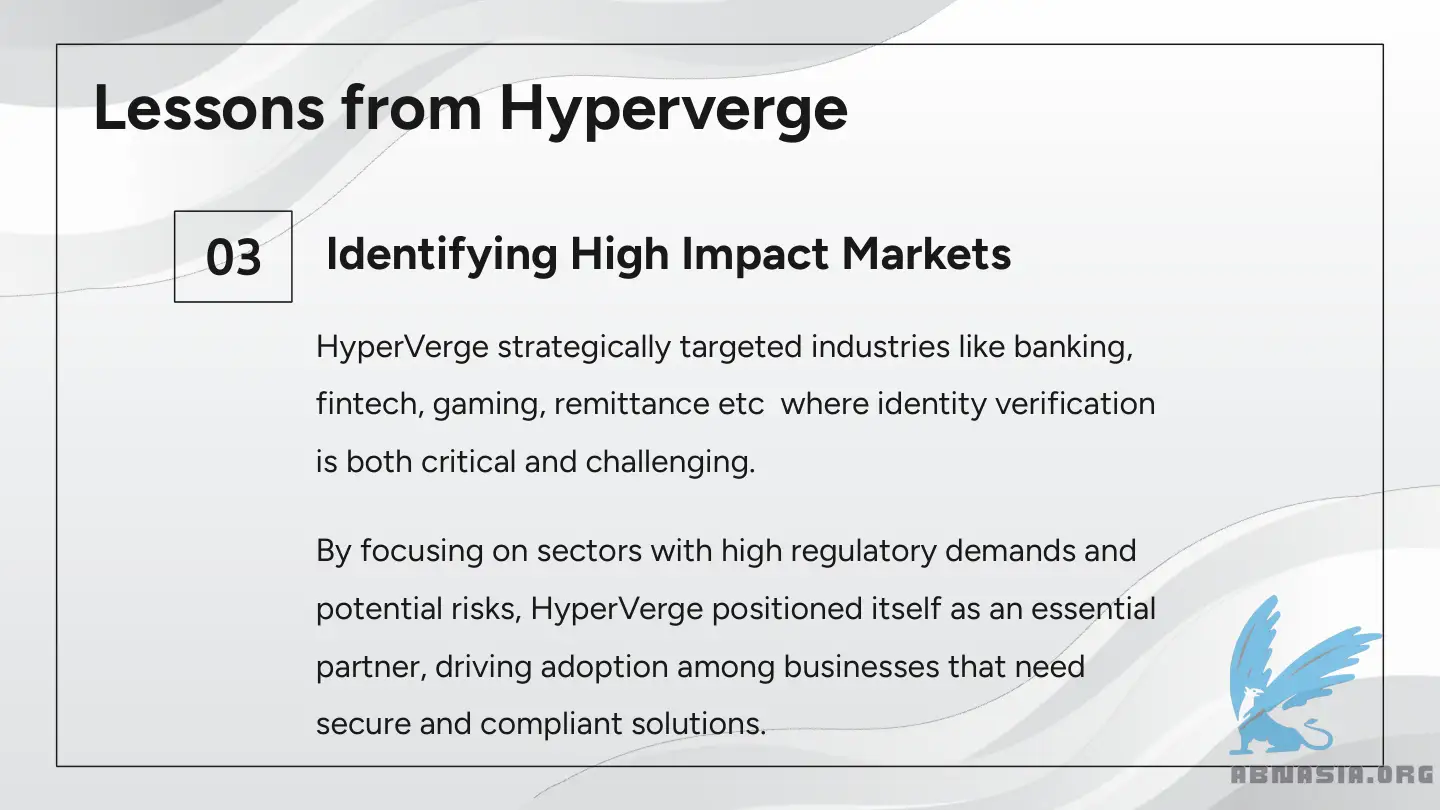 Lessons from Hyperverge
03
Identifying High Impact Markets
HyperVerge strategically targeted industries like banking,
fintech, gaming, remittance etc  where identity verification
is both critical and challenging.
By focusing on sectors with high regulatory demands and
potential risks, HyperVerge positioned itself as an essential
partner, driving adoption among businesses that need
secure and compliant solutions.
ABNASIA.ORG